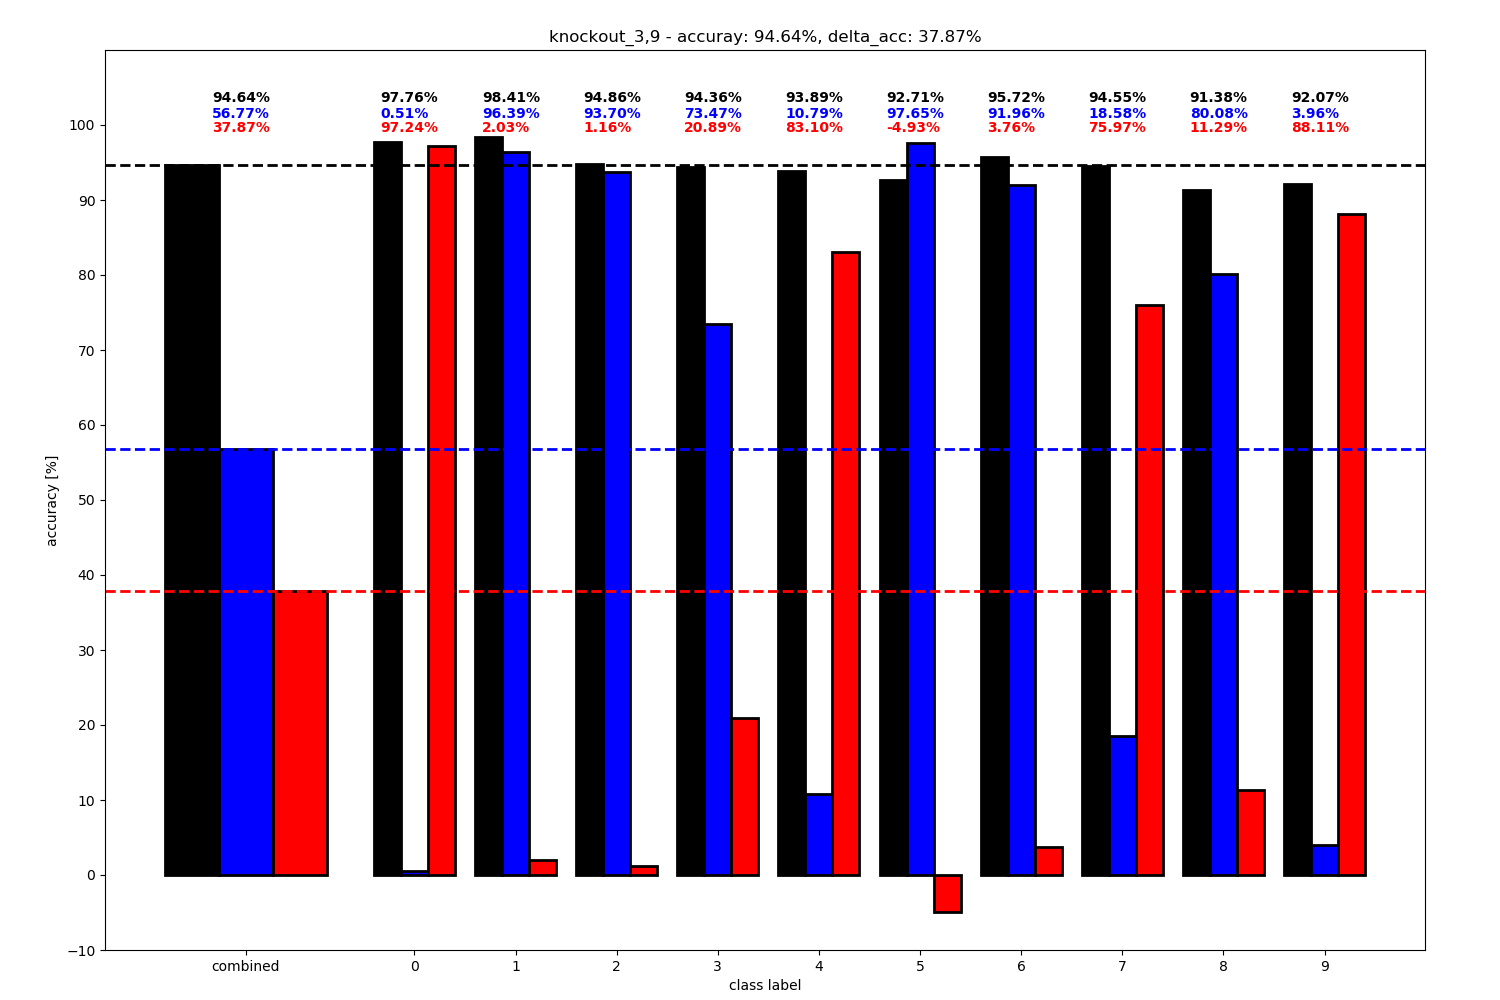 knockout_3,9 - accuray: 94.64%, delta_acc: 37.87%
94.64% 97.76% 98.41% 94.86% 94.36% 93.89% 92.71% 95.72% 94.55% 91.38% 92.07%
56.77% 0.51% 96.39% 93.70% 73.47% 10.79% 97.65% 91.96% 18.58% 80.08% 3.96%
37.87% 97.24% 2.03% 1.16% 20.89% 83.10% -4.93% 3.76% 75.97% 11.29% 88.11%
100
90
80
70
60
50
40
30
20
10
0
−10
accuracy [%]
combined 0 1 2 3 4 5 6 7 8 9
class label